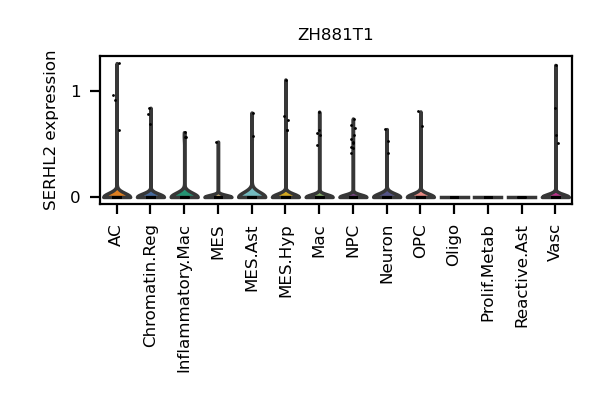 ZH881T1
SERHL2 expression
1
0
AC
Chromatin.Reg
Inflammatory.Mac
MES
MES.Ast
MES.Hyp
Mac
NPC
Neuron
OPC
Oligo
Prolif.Metab
Reactive.Ast
Vasc